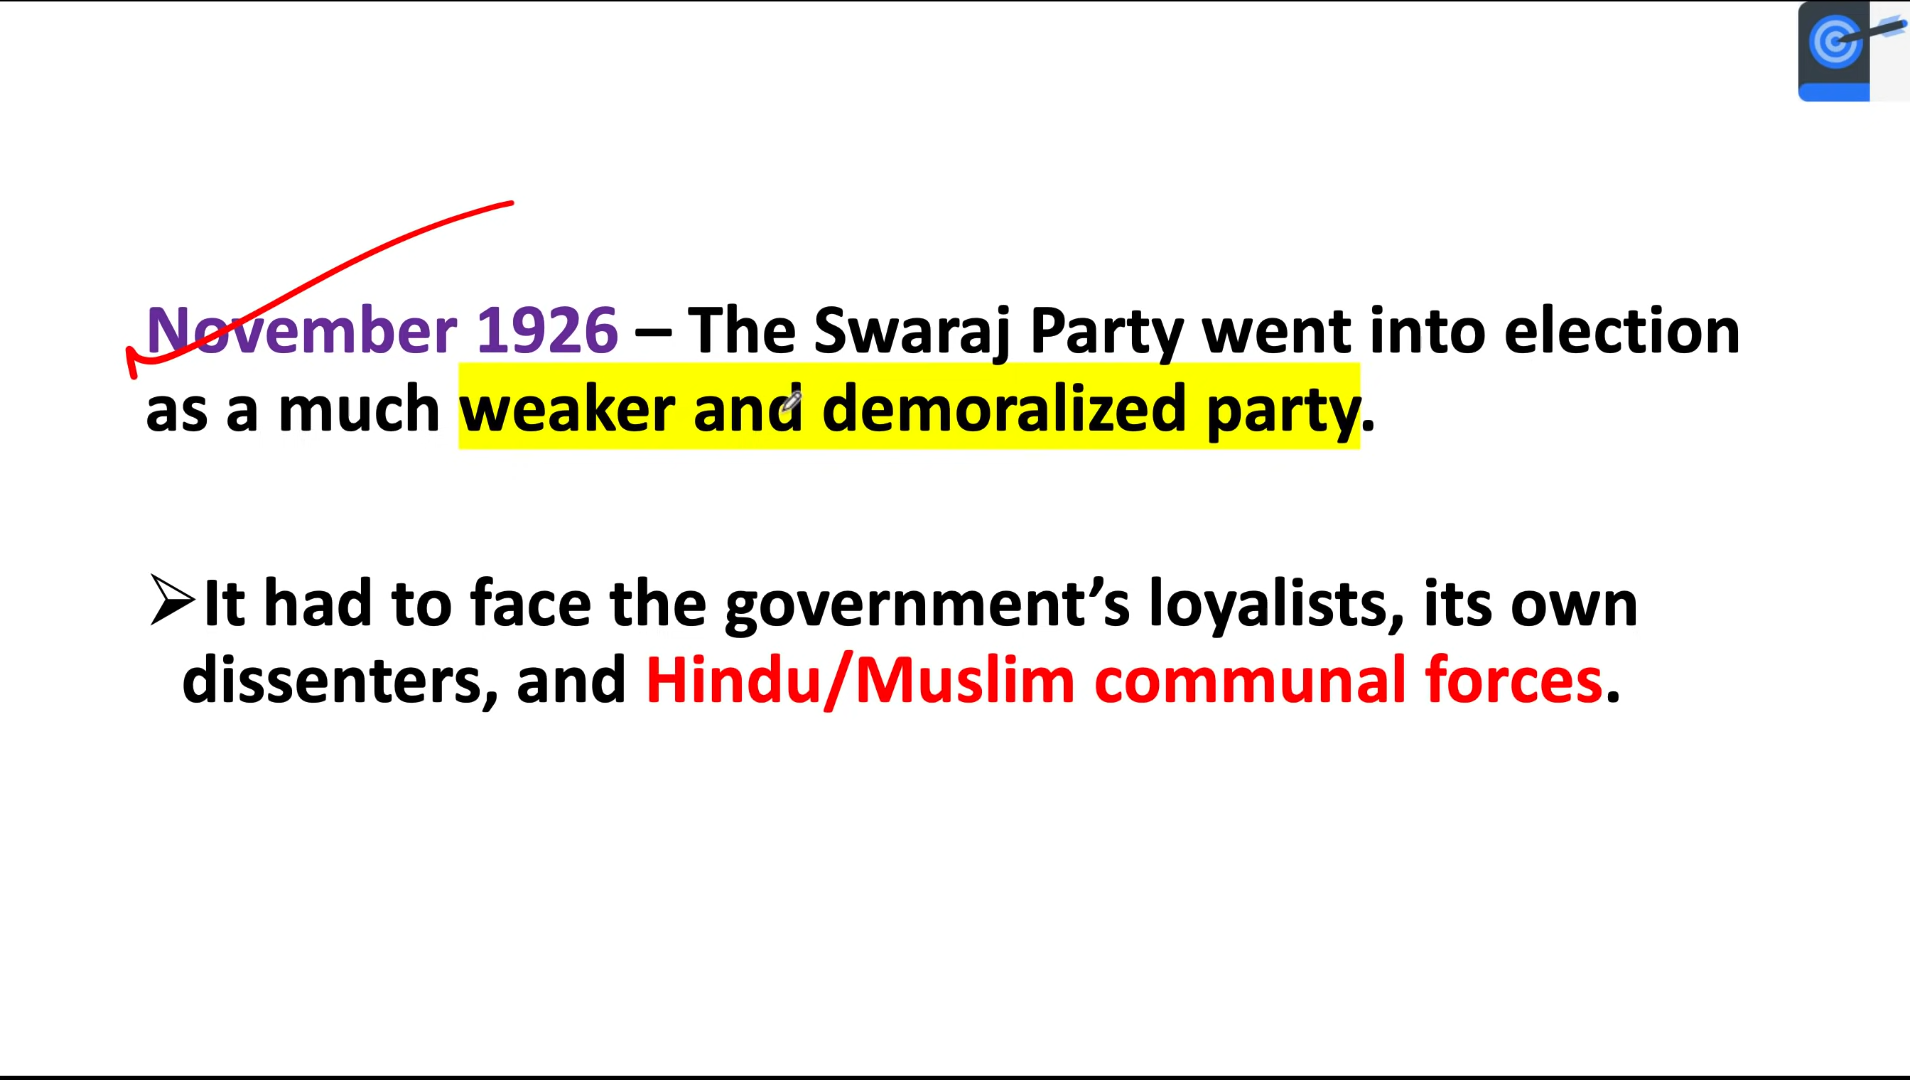 November 1926 – The Swaraj Party went into election
as a much weaker and demoralized party.
➢It had to face the government’s loyalists, its own
dissenters, and Hindu/Muslim communal forces.